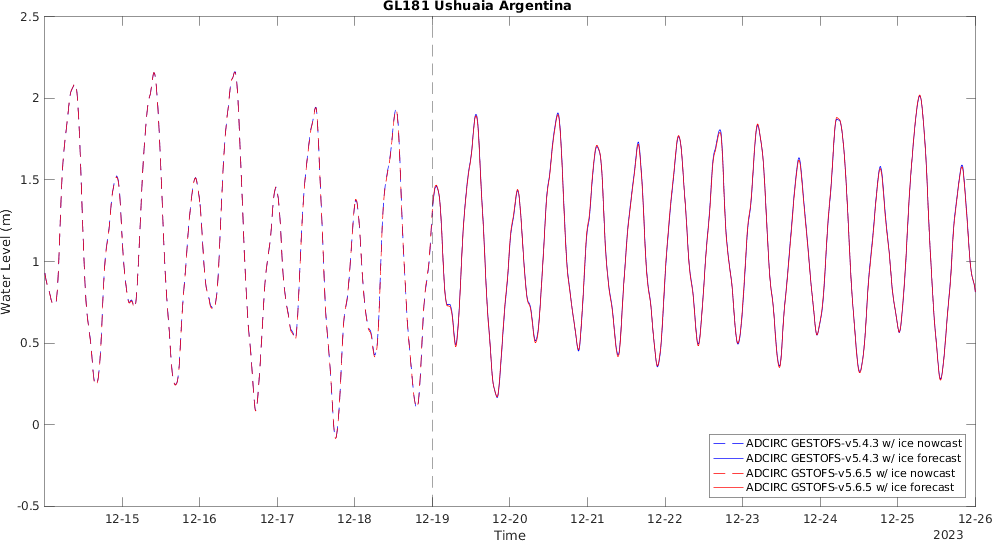 GL181 Ushuaia Argentina
2.5
2
1.5
1
0.5
0
-0.5
Water Level (m)
12-15
12-16
12-17
12-18
12-19
12-20
12-21
12-22
12-23
12-24
12-25
12-26
Time
2023
ADCIRC GESTOFS-v5.4.3 w/ ice nowcast
ADCIRC GESTOFS-v5.4.3 w/ ice forecast
ADCIRC GSTOFS-v5.6.5 w/ ice nowcast
ADCIRC GSTOFS-v5.6.5 w/ ice forecast